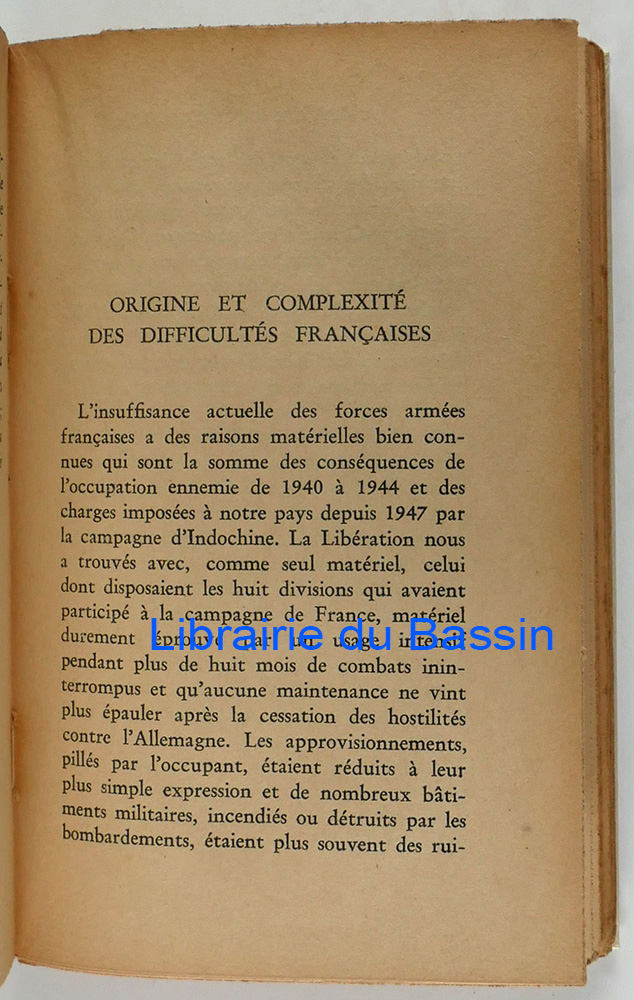 ORIGINE ET COMPLEXITÉ
DES DIFFICULTÉS FRANÇAISES
L'insuffisance actuelle des forces armées
françaises a des raisons matérielles bien con-
nues qui sont la somme des conséquences de
l'occupation ennemie de 1940 à 1944 et des
charges imposées à notre pays depuis 1947 par
la campagne d'Indochine. La Libération nous
a trouvés avec, comme seul matériel, celui
dont disposaient les huit divisions qui avaient
participé à la campagne de France, matériel
durement éprouvé par un usage intensif
Librairie du Bassin
pendant plus de huit mois de combats inin-
terrompus et qu'aucune maintenance ne vint
plus épauler après la cessation des hostilités
contre l'Allemagne. Les approvisionnements,
pillés par l'occupant, étaient réduits à leur
plus simple expression et de nombreux bâti-
ments militaires, incendiés ou détruits par les
bombardements, étaient plus souvent des rui-